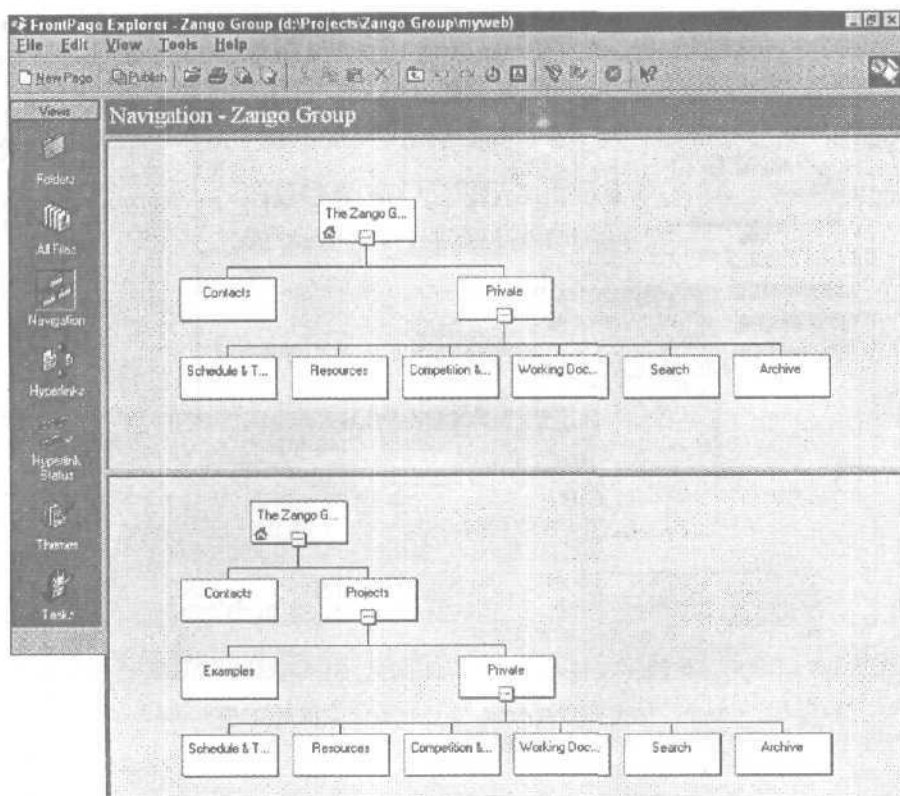 FrontPage Explorer - Zango Group (d:\Projects\Zango Group\myweb)
File Edit View Tools Help
New Page Publish
Views
Navigation - Zango Group
Folders
All Files
Navigation
Hyperlinks
Hyperlink
Status
Themes
Tasks
The Zango G...
Contacts Private
Schedule & T... Resources Competition &... Working Doc... Search Archive
The Zango G...
Contacts Projects
Examples Private
Schedule & T... Resources Competition &... Working Doc... Search Archive